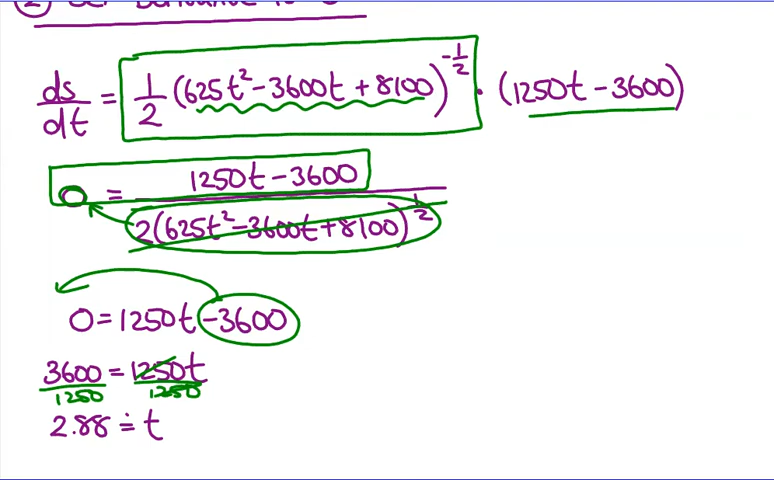 ds/dt = 1/2 (625t² - 3600t + 8100)^(-1/2) · (1250t - 3600)
0 = (1250t - 3600) / (2(625t² - 3600t + 8100)^(1/2))
0 = 1250t - 3600
3600/1250 = 1250t/1250
2.88 ≐ t